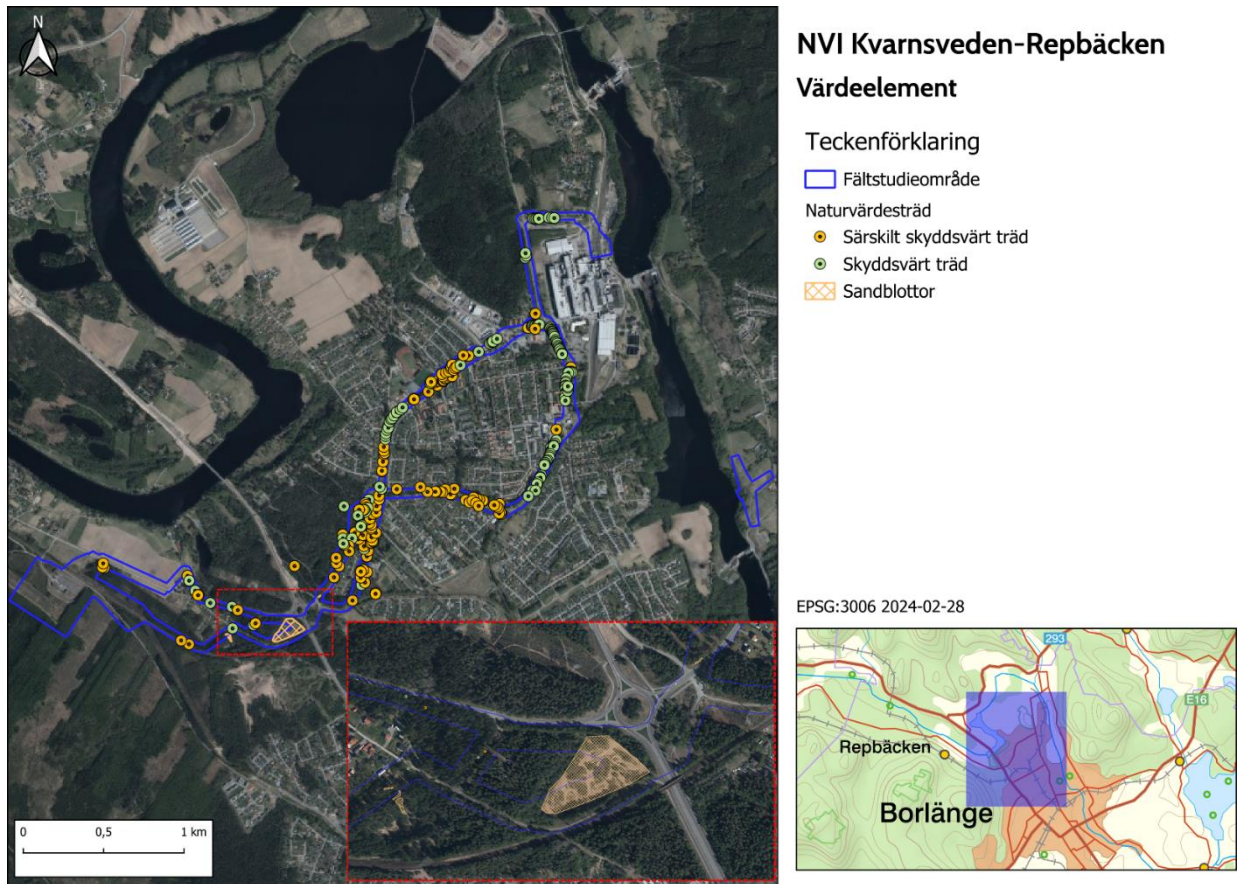 N
NVI Kvarnsveden-Repbäcken
Värdeelement
Teckenförklaring
Fältstudieområde
Naturvärdesträd
Särskilt skyddsvärt träd
Skyddsvärt träd
Sandblottor
EPSG:3006 2024-02-28
293
E16
Repbäcken
Borlänge
0 0,5 1 km